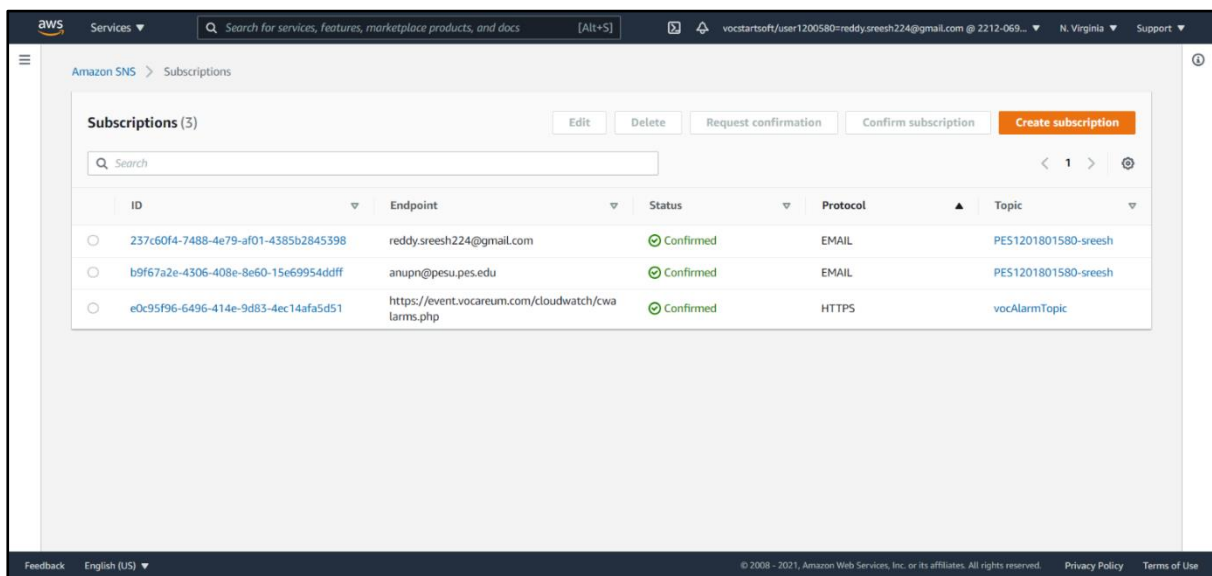 aws Services ▼ Search for services, features, marketplace products, and docs [Alt+S] vocstartsoft/user1200580=reddy.sreesh224@gmail.com @ 2212-069... ▼ N. Virginia ▼ Support ▼
Amazon SNS > Subscriptions
Subscriptions (3) Edit Delete Request confirmation Confirm subscription Create subscription
Search < 1 >
ID Endpoint Status Protocol Topic
237c60f4-7488-4e79-af01-4385b2845398 reddy.sreesh224@gmail.com Confirmed EMAIL PES1201801580-sreesh
b9f67a2e-4306-408e-8e60-15e69954ddff anupn@pesu.pes.edu Confirmed EMAIL PES1201801580-sreesh
e0c95f96-6496-414e-9d83-4ec14afa5d51 https://event.vocareum.com/cloudwatch/cwa Confirmed HTTPS vocAlarmTopic
larms.php
Feedback English (US) ▼ © 2008 - 2021, Amazon Web Services, Inc. or its affiliates. All rights reserved. Privacy Policy Terms of Use